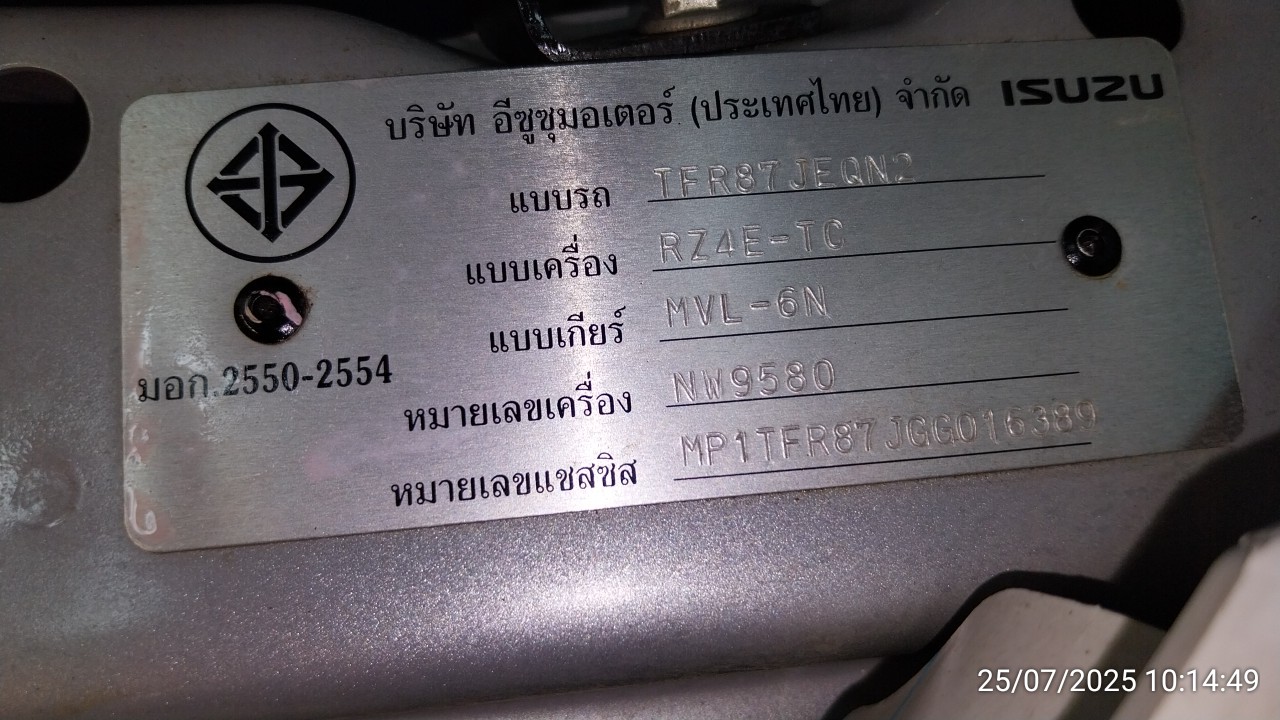 บริษัท อีซูซุมอเตอร์ (ประเทศไทย) จำกัด ISUZU
แบบรถ TFR87JEQN2
แบบเครื่อง RZ4E-TC
แบบเกียร์ MVL-6N
มอก.2550-2554
หมายเลขเครื่อง NW9580
หมายเลขแชสซิส MP1TFR87JGG016389
25/07/2025 10:14:49